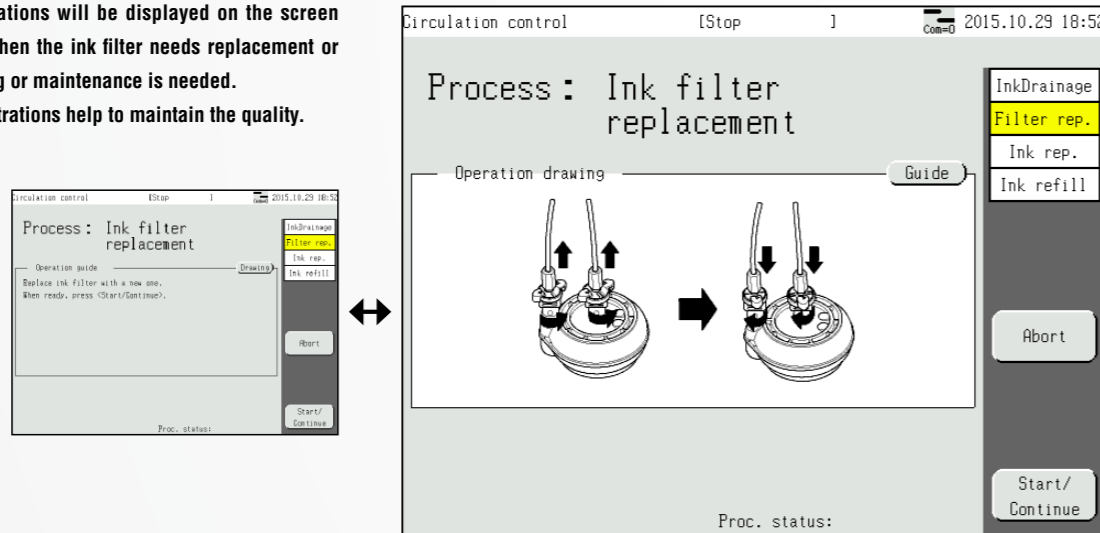 ations will be displayed on the screen
hen the ink filter needs replacement or
g or maintenance is needed.
trations help to maintain the quality.
Circulation control [Stop ] Com=0 2015.10.29 18:52
Process: Ink filter
replacement
Operation guide Drawing
Replace ink filter with a new one.
When ready, press <Start/Continue>.
InkDrainage
Filter rep.
Ink rep.
Ink refill
Abort
Start/
Continue
Proc. status:
Circulation control [Stop ] Com=0 2015.10.29 18:52
Process: Ink filter
replacement
Operation drawing Guide
InkDrainage
Filter rep.
Ink rep.
Ink refill
Abort
Start/
Continue
Proc. status: